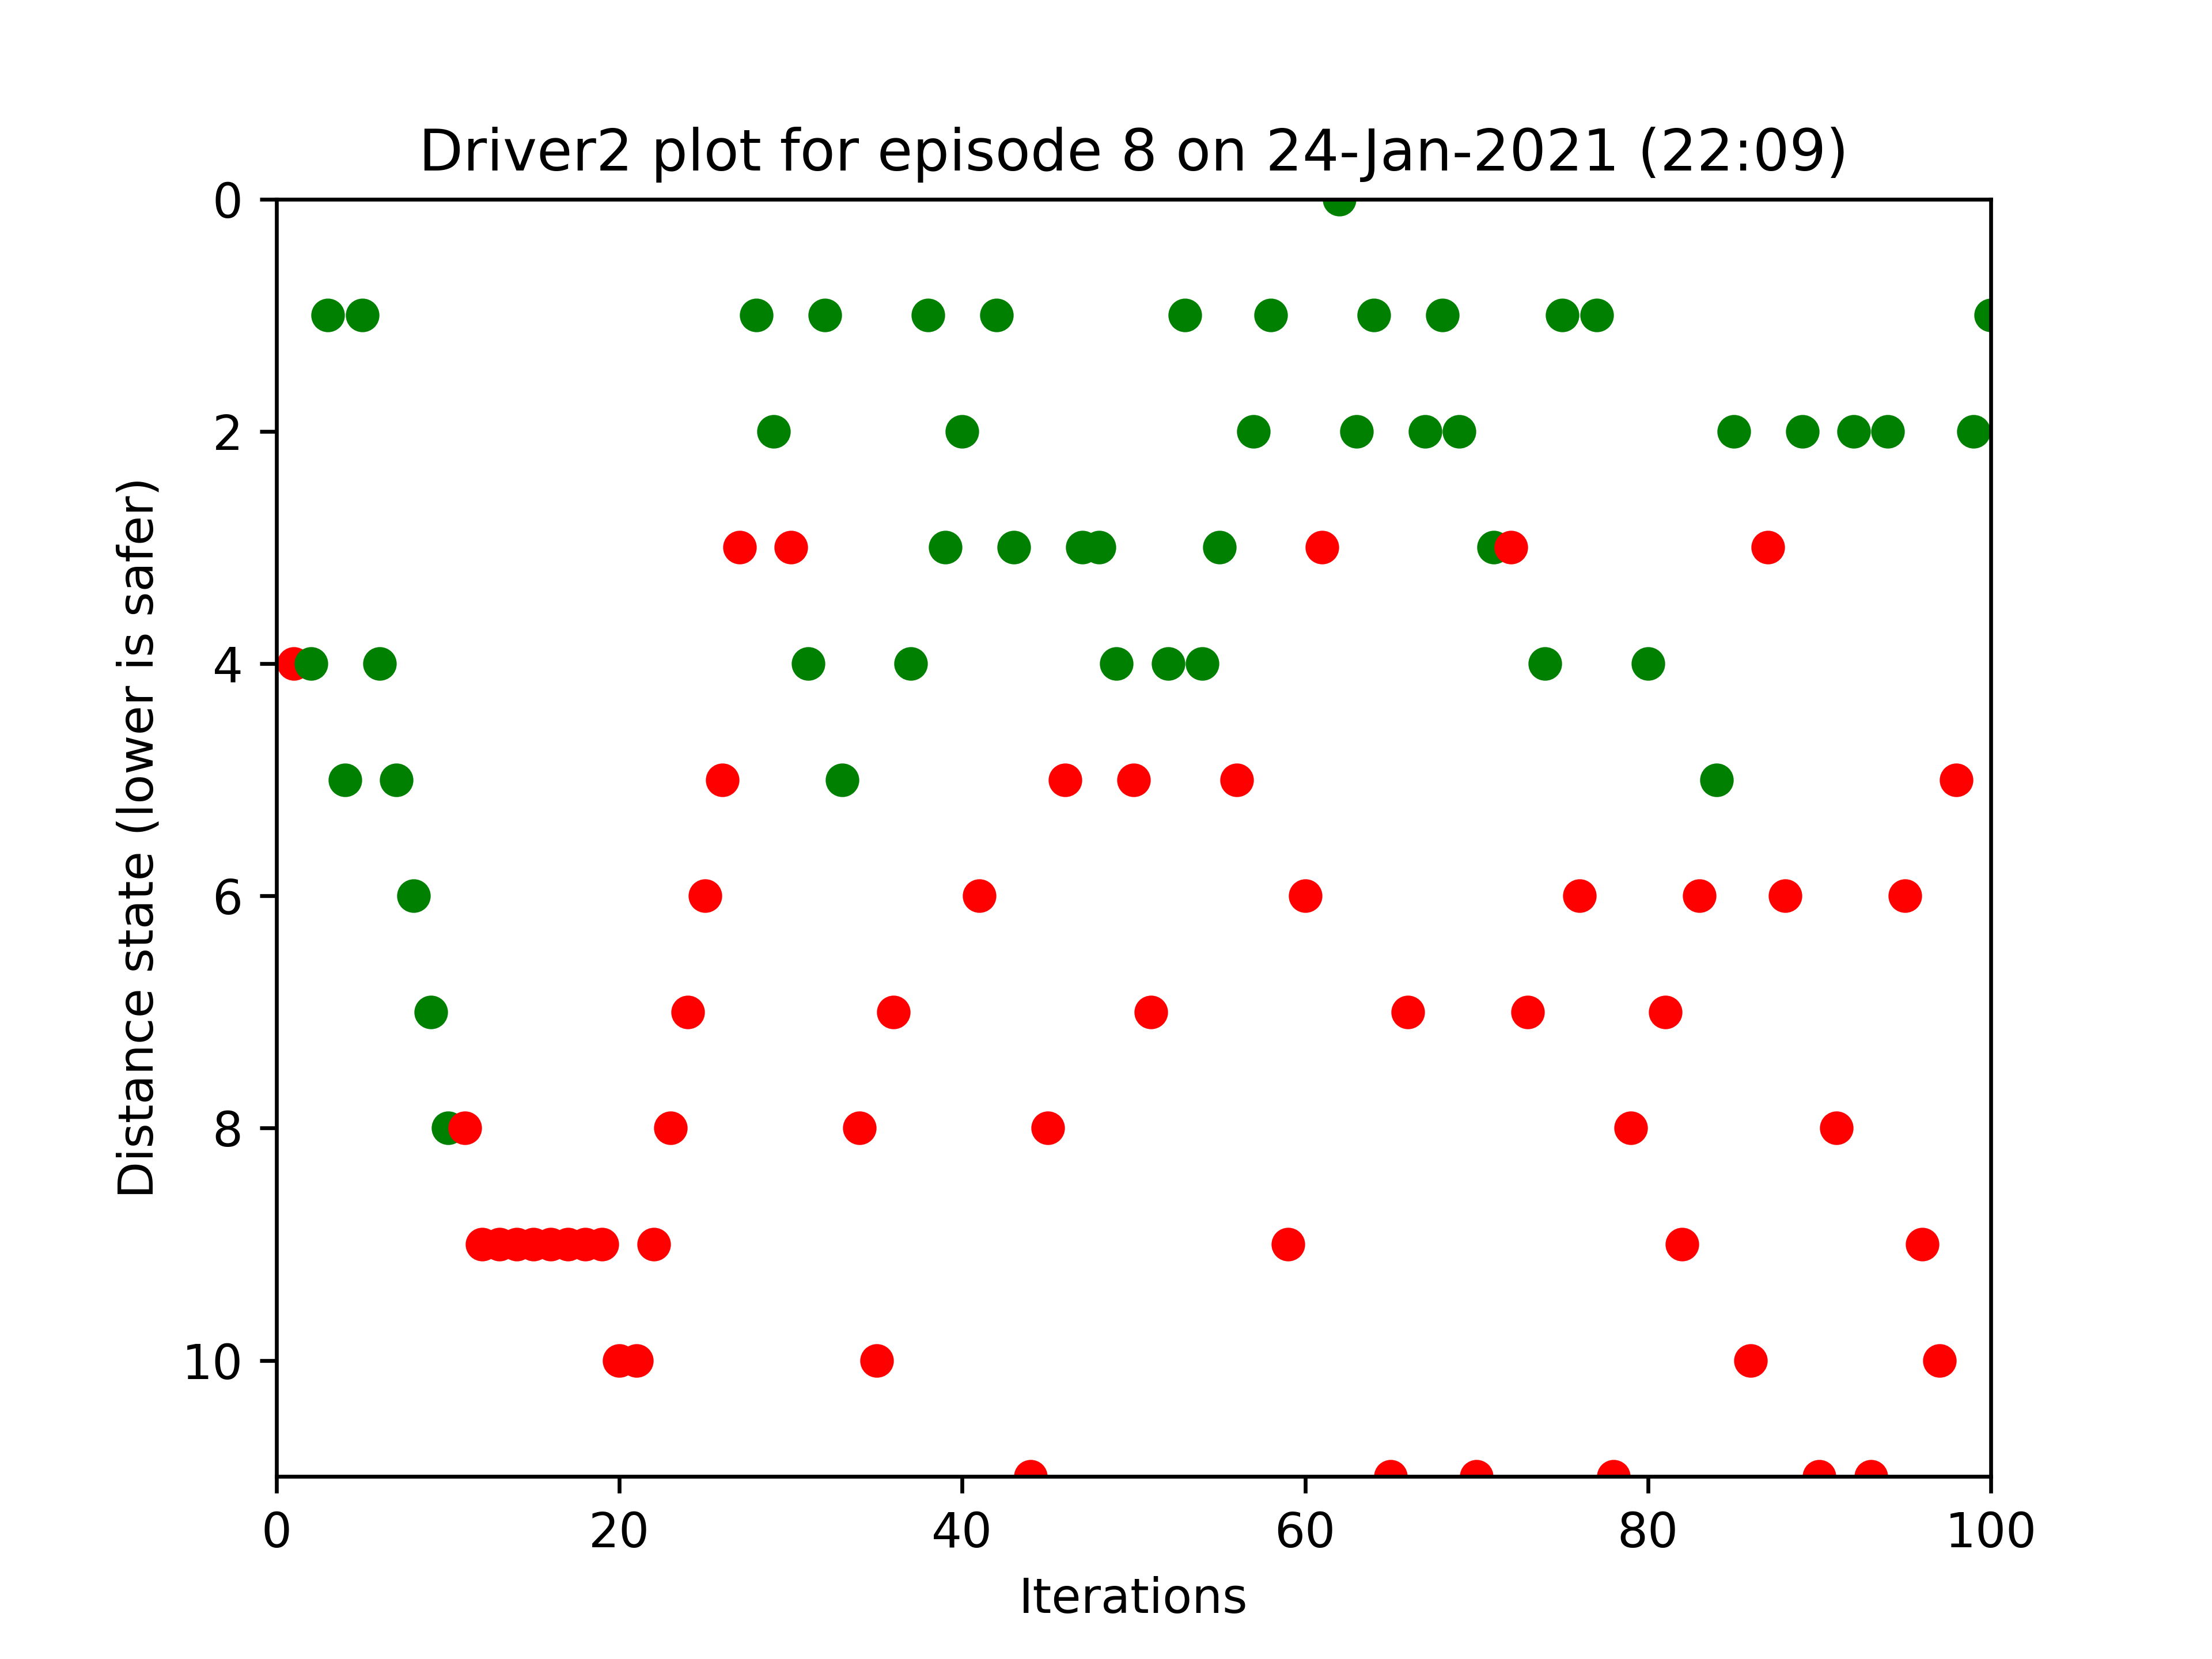 Driver2 plot for episode 8 on 24-Jan-2021 (22:09)
0
2
4
6
8
10
Distance state (lower is safer)
0 20 40 60 80 100
Iterations